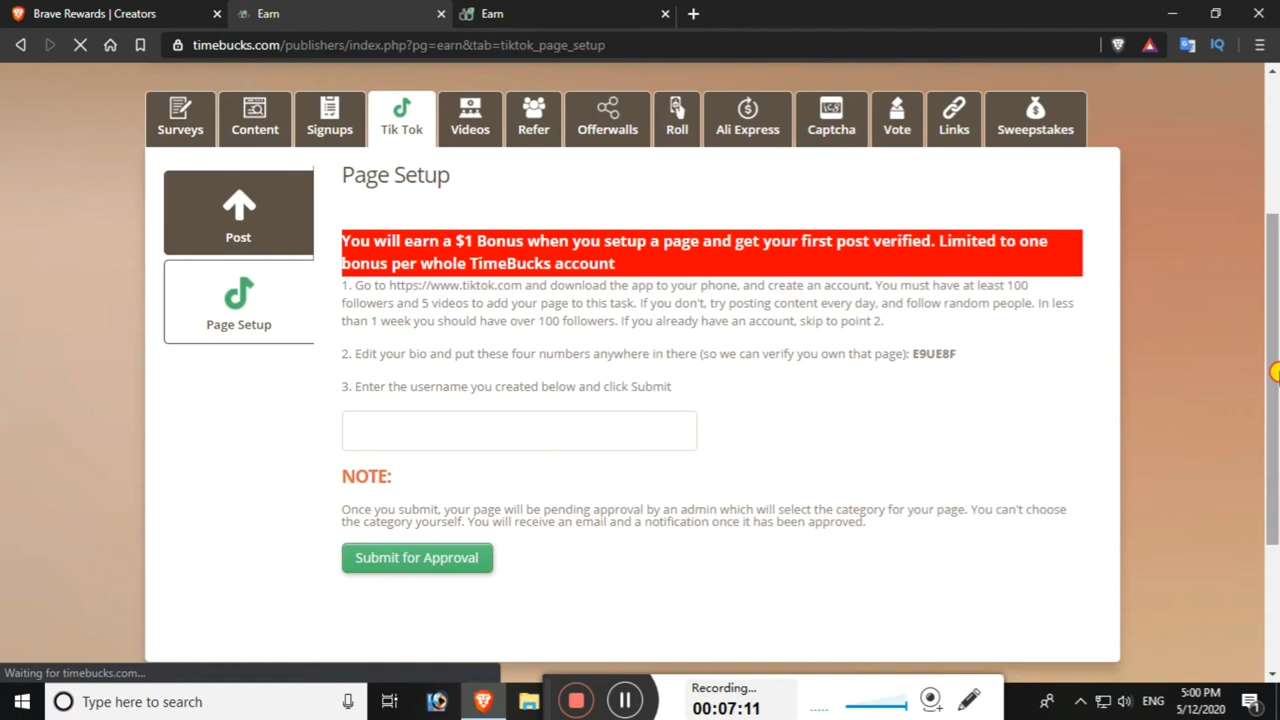 Brave Rewards | Creators
Earn
Earn
timebucks.com/publishers/index.php?pg=earn&tab=tiktok_page_setup
IQ
Surveys
Content
Signups
Tik Tok
Videos
Refer
Offerwalls
Roll
Ali Express
Captcha
Vote
Links
Sweepstakes
Post
Page Setup
Page Setup
You will earn a $1 Bonus when you setup a page and get your first post verified. Limited to one
bonus per whole TimeBucks account
1. Go to https://www.tiktok.com and download the app to your phone, and create an account. You must have at least 100
followers and 5 videos to add your page to this task. If you don't, try posting content every day, and follow random people. In less
than 1 week you should have over 100 followers. If you already have an account, skip to point 2.
2. Edit your bio and put these four numbers anywhere in there (so we can verify you own that page): E9UE8F
3. Enter the username you created below and click Submit
NOTE:
Once you submit, your page will be pending approval by an admin which will select the category for your page. You can't choose
the category yourself. You will receive an email and a notification once it has been approved.
Submit for Approval
Waiting for timebucks.com...
Type here to search
Recording...
00:07:11
ENG
5:00 PM
5/12/2020
1